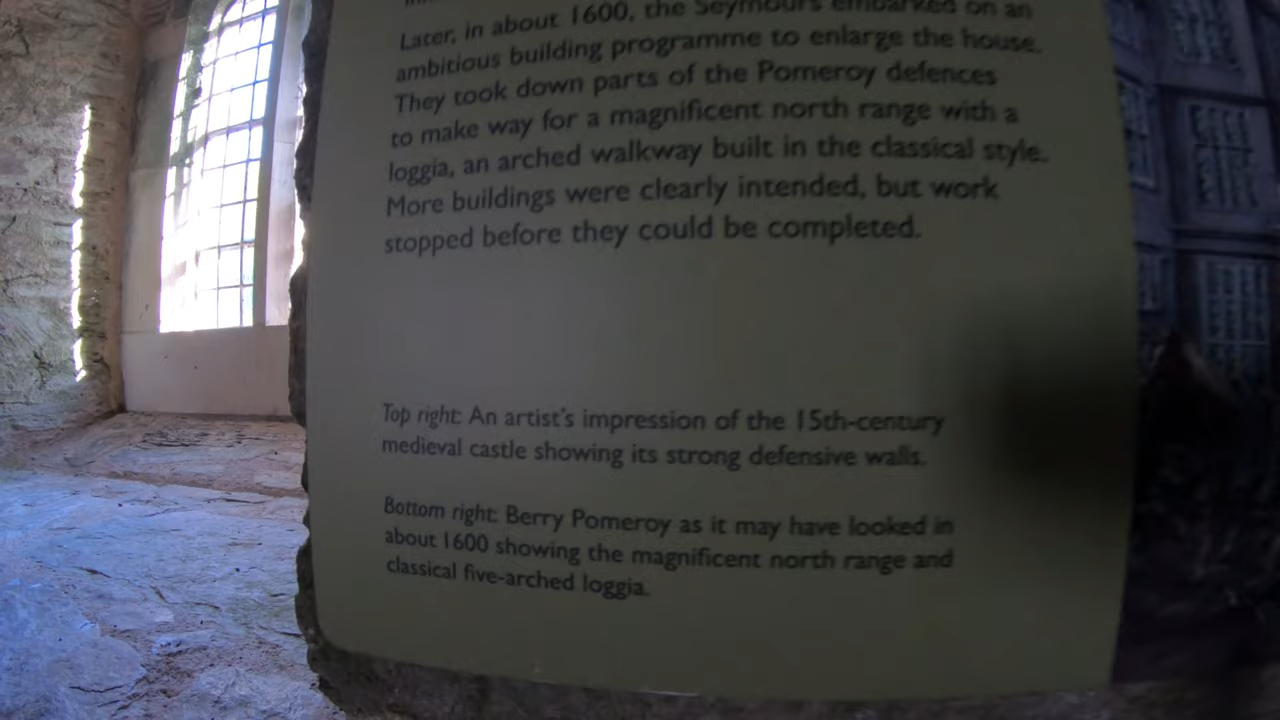 Later, in about 1600, the Seymours embarked on an
ambitious building programme to enlarge the house.
They took down parts of the Pomeroy defences
to make way for a magnificent north range with a
loggia, an arched walkway built in the classical style.
More buildings were clearly intended, but work
stopped before they could be completed.
Top right: An artist's impression of the 15th-century
medieval castle showing its strong defensive walls.
Bottom right: Berry Pomeroy as it may have looked in
about 1600 showing the magnificent north range and
classical five-arched loggia.